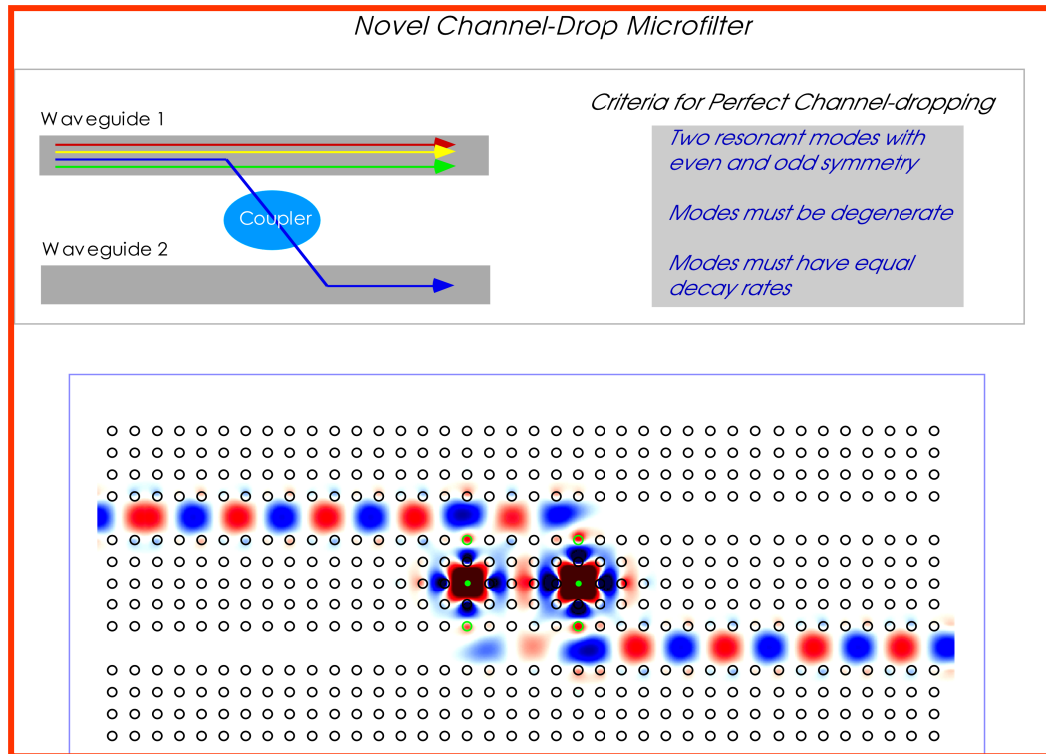 Novel Channel-Drop Microfilter
Waveguide 1
Coupler
Waveguide 2
Criteria for Perfect Channel-dropping
Two resonant modes with
even and odd symmetry
Modes must be degenerate
Modes must have equal
decay rates